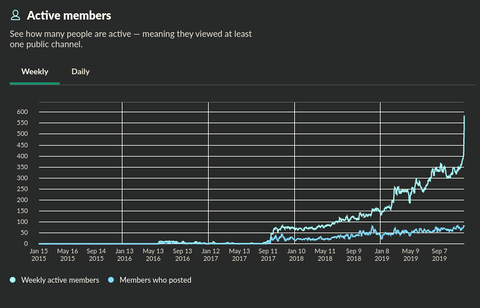 Active members
See how many people are active — meaning they viewed at least
one public channel.
Weekly Daily
600
550
500
450
400
350
300
250
200
150
100
50
0
Jan 15 May 16 Sep 14 Jan 13 May 13 Sep 11 Jan 12 May 13 Sep 11 Jan 10 May 11 Sep 9 Jan 8 May 9 Sep 7
2015 2015 2015 2016 2016 2016 2017 2017 2017 2018 2018 2018 2019 2019 2019
Weekly active members Members who posted